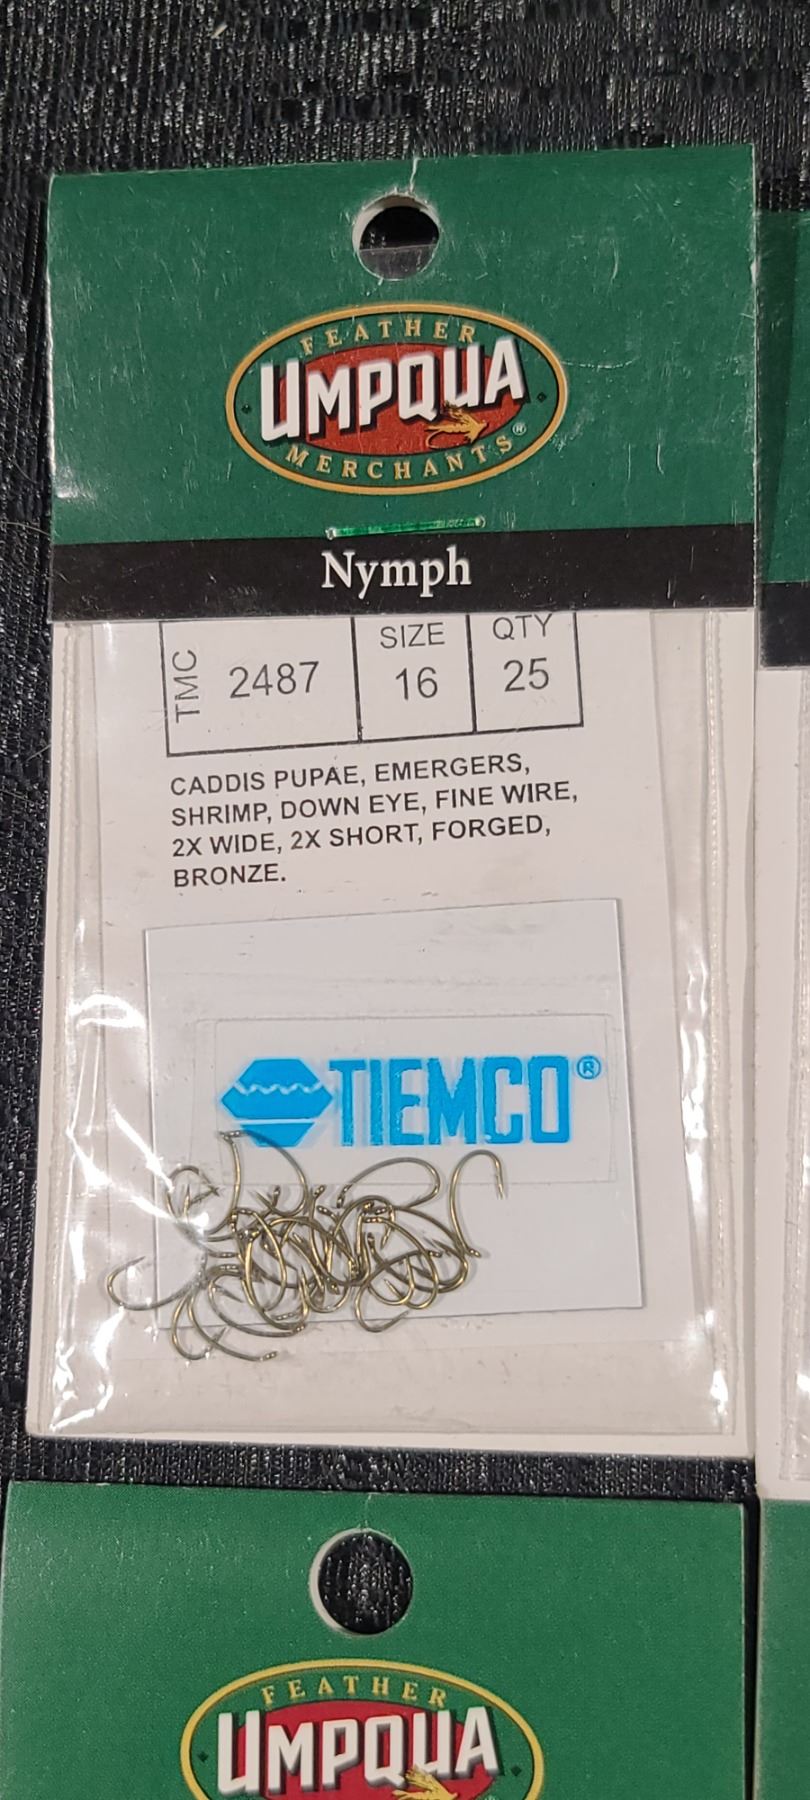 FEATHER
UMPQUA
MERCHANTS®
Nymph
TMC 2487
SIZE 16
QTY 25
CADDIS PUPAE, EMERGERS,
SHRIMP, DOWN EYE, FINE WIRE,
2X WIDE, 2X SHORT, FORGED,
BRONZE.
TIEMCO®
FEATHER
UMPQUA